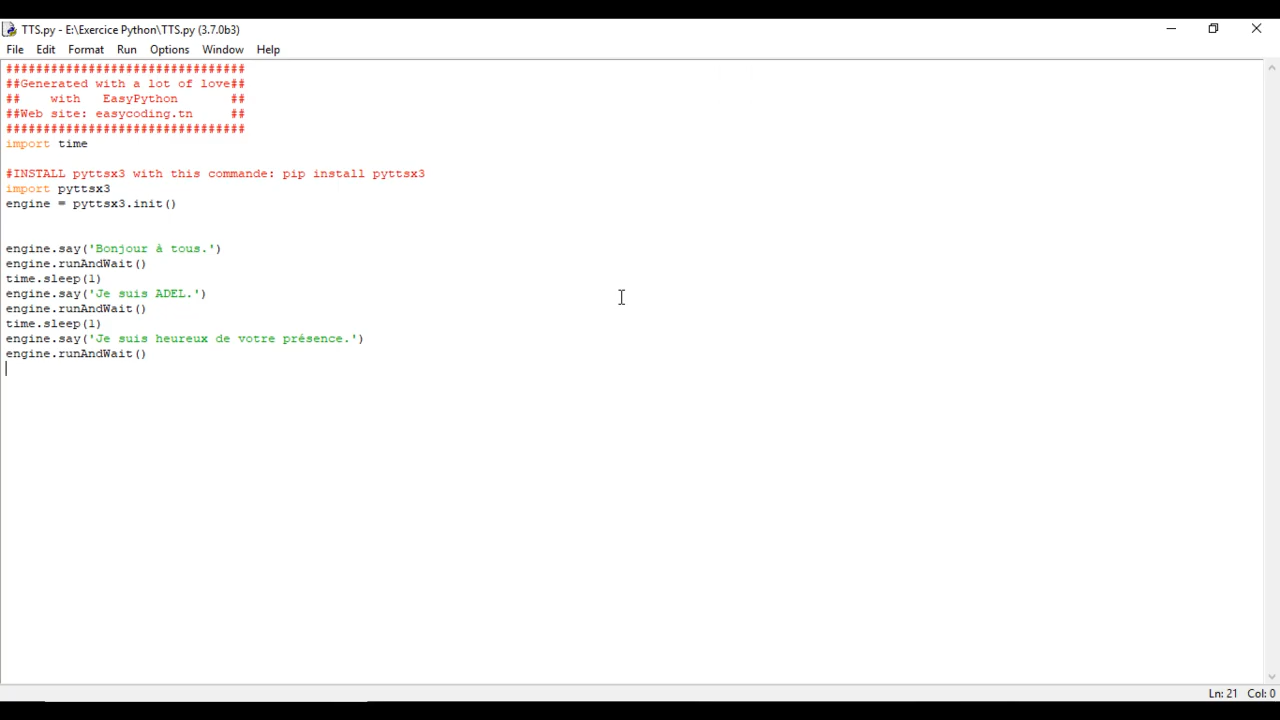 TTS.py - E:\Exercice Python\TTS.py (3.7.0b3)
File Edit Format Run Options Window Help
################################
##Generated with a lot of love##
##    with   EasyPython       ##
##Web site: easycoding.tn     ##
################################
import time
#INSTALL pyttsx3 with this commande: pip install pyttsx3
import pyttsx3
engine = pyttsx3.init()
engine.say('Bonjour à tous.')
engine.runAndWait()
time.sleep(1)
engine.say('Je suis ADEL.')
engine.runAndWait()
time.sleep(1)
engine.say('Je suis heureux de votre présence.')
engine.runAndWait()
Ln: 21 Col: 0